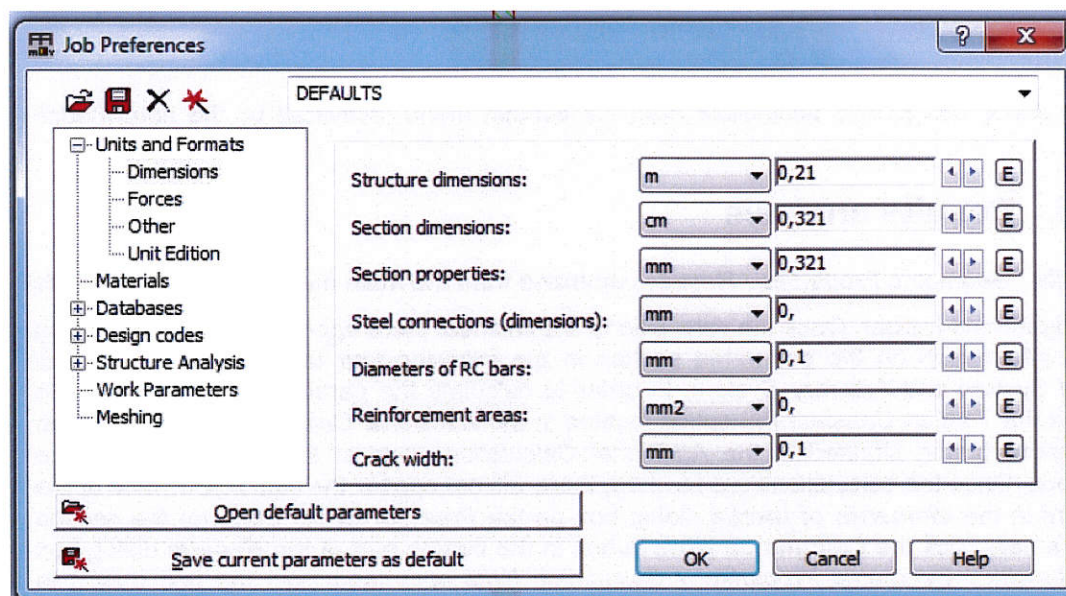 Job Preferences
DEFAULTS
Units and Formats
Dimensions
Forces
Other
Unit Edition
Materials
Databases
Design codes
Structure Analysis
Work Parameters
Meshing
Structure dimensions: m 0,21 E
Section dimensions: cm 0,321 E
Section properties: mm 0,321 E
Steel connections (dimensions): mm 0, E
Diameters of RC bars: mm 0,1 E
Reinforcement areas: mm2 0, E
Crack width: mm 0,1 E
Open default parameters
Save current parameters as default
OK Cancel Help